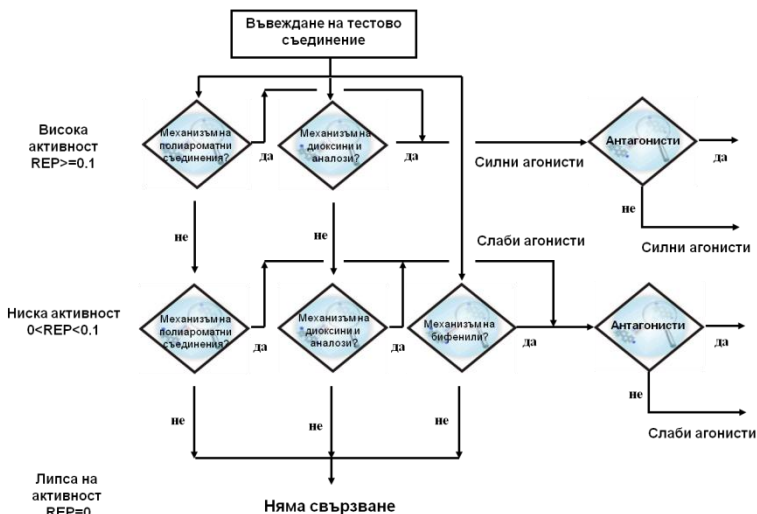 Въвеждане на тестово
съединение
Висока
активност
REP>=0.1
Механизъм на
полиароматни
съединения?
да
Механизъм на
диоксини и
аналози?
да
Силни агонисти
Антагонисти
да
не
не
не
Силни агонисти
Слаби агонисти
Ниска активност
0<REP<0.1
Механизъм на
полиароматни
съединения?
да
Механизъм на
диоксини и
аналози?
да
Механизъм на
бифенили?
да
Антагонисти
да
не
не
не
не
Слаби агонисти
Липса на
активност
REP=0
Няма свързване